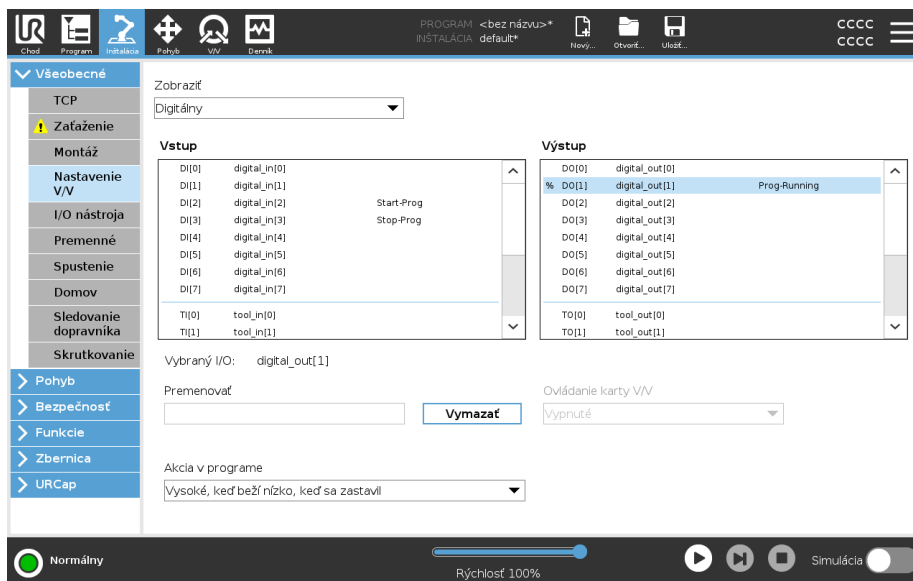 UR
PROGRAM <bez názvu>*
INŠTALÁCIA default*
CCCC
CCCC
Chod
Program
Inštalácia
Pohyb
V/V
Denník
Nový...
Otvoriť...
Uložiť...
Všeobecné
TCP
Zaťaženie
Montáž
Nastavenie
V/V
I/O nástroja
Premenné
Spustenie
Domov
Sledovanie
dopravníka
Skrutkovanie
Pohyb
Bezpečnosť
Funkcie
Zbernica
URCap
Zobraziť
Digitálny
Vstup
DI[0] digital_in[0]
DI[1] digital_in[1]
DI[2] digital_in[2] Start-Prog
DI[3] digital_in[3] Stop-Prog
DI[4] digital_in[4]
DI[5] digital_in[5]
DI[6] digital_in[6]
DI[7] digital_in[7]
TI[0] tool_in[0]
TI[1] tool_in[1]
Výstup
DO[0] digital_out[0]
% DO[1] digital_out[1] Prog-Running
DO[2] digital_out[2]
DO[3] digital_out[3]
DO[4] digital_out[4]
DO[5] digital_out[5]
DO[6] digital_out[6]
DO[7] digital_out[7]
TO[0] tool_out[0]
TO[1] tool_out[1]
Vybraný I/O: digital_out[1]
Premenovať
Vymazať
Ovládanie karty V/V
Vypnuté
Akcia v programe
Vysoké, keď beží nízko, keď sa zastavil
Normálny
Rýchlosť 100%
Simulácia